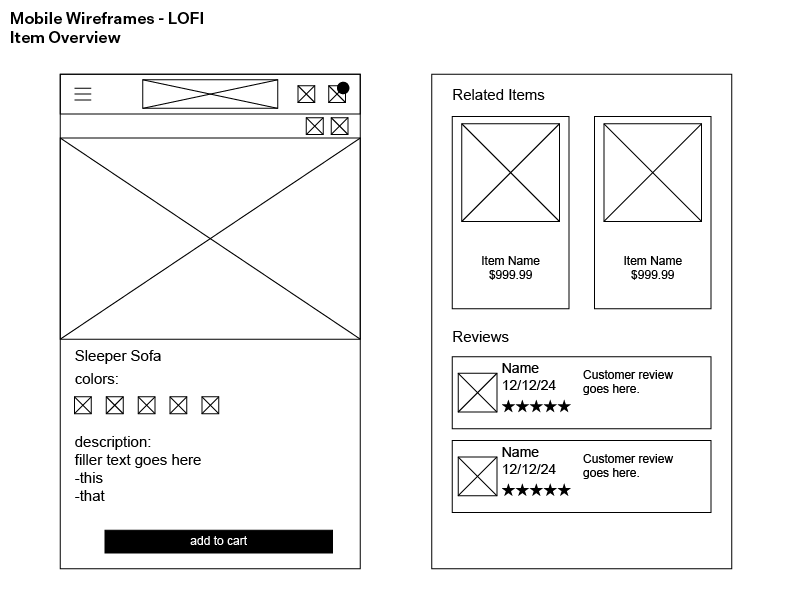 Mobile Wireframes - LOFI
Item Overview
Sleeper Sofa
colors:
description:
filler text goes here
-this
-that
add to cart
Related Items
Item Name
$999.99
Item Name
$999.99
Reviews
Name
12/12/24
★★★★★
Customer review
goes here.
Name
12/12/24
★★★★★
Customer review
goes here.